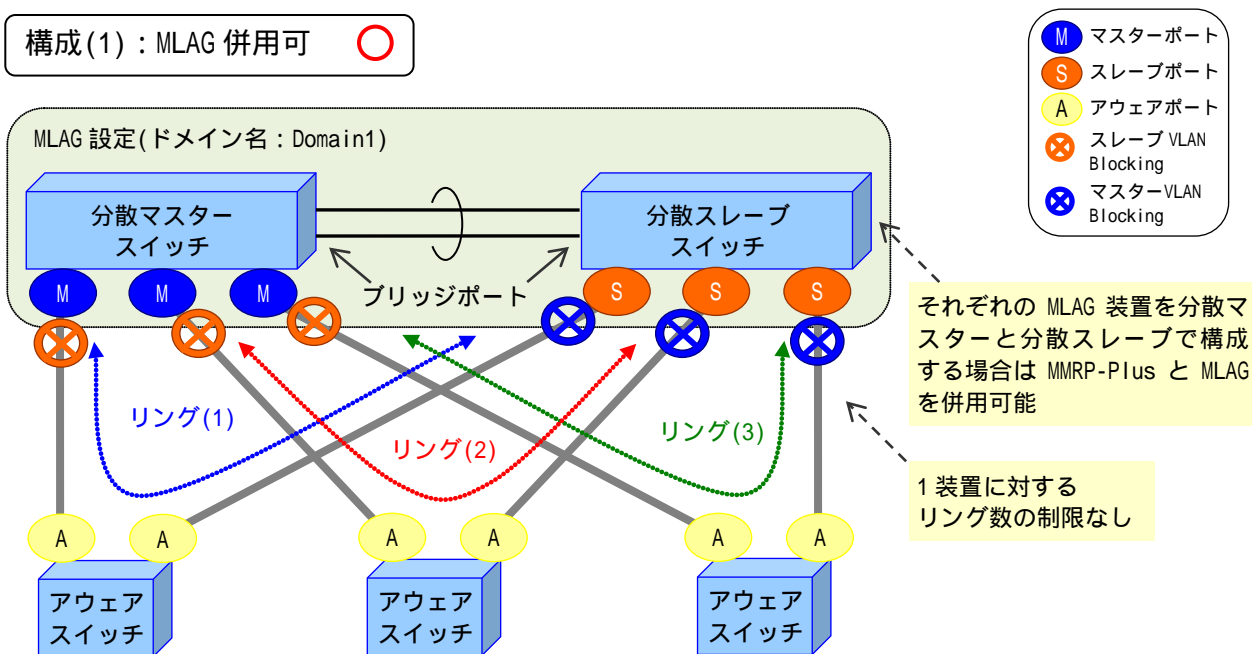 構成(1)：MLAG 併用可
M マスターポート
S スレーブポート
A アウェアポート
スレーブ VLAN
Blocking
マスターVLAN
Blocking
MLAG 設定(ドメイン名：Domain1)
分散マスター
スイッチ
分散スレーブ
スイッチ
ブリッジポート
M
M
M
S
S
S
それぞれの MLAG 装置を分散マ
スターと分散スレーブで構成
する場合は MMRP-Plus と MLAG
を併用可能
リング(1)
リング(2)
リング(3)
1 装置に対する
リング数の制限なし
A
A
A
A
A
A
アウェア
スイッチ
アウェア
スイッチ
アウェア
スイッチ